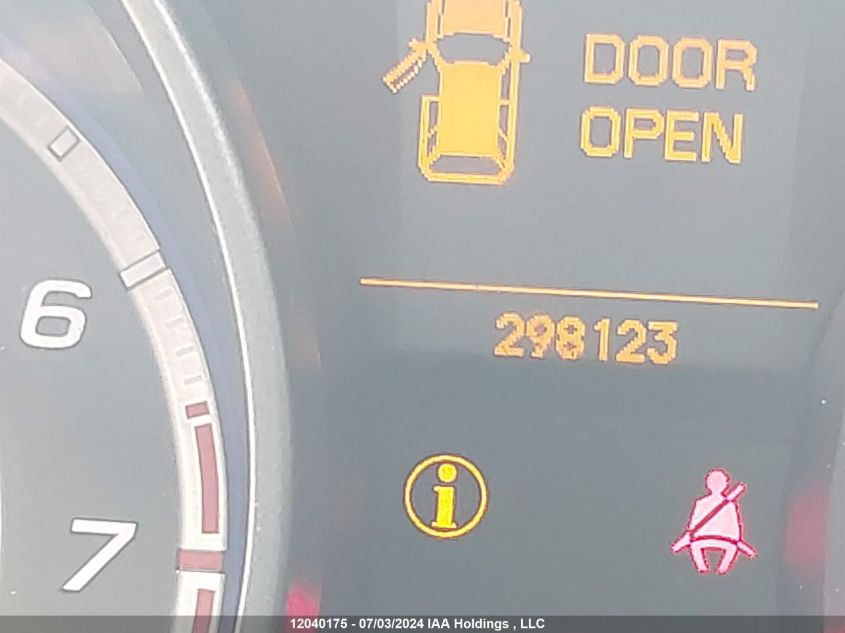 DOOR
OPEN
298123
6
i
7
12040175 - 07/03/2024 IAA Holdings , LLC